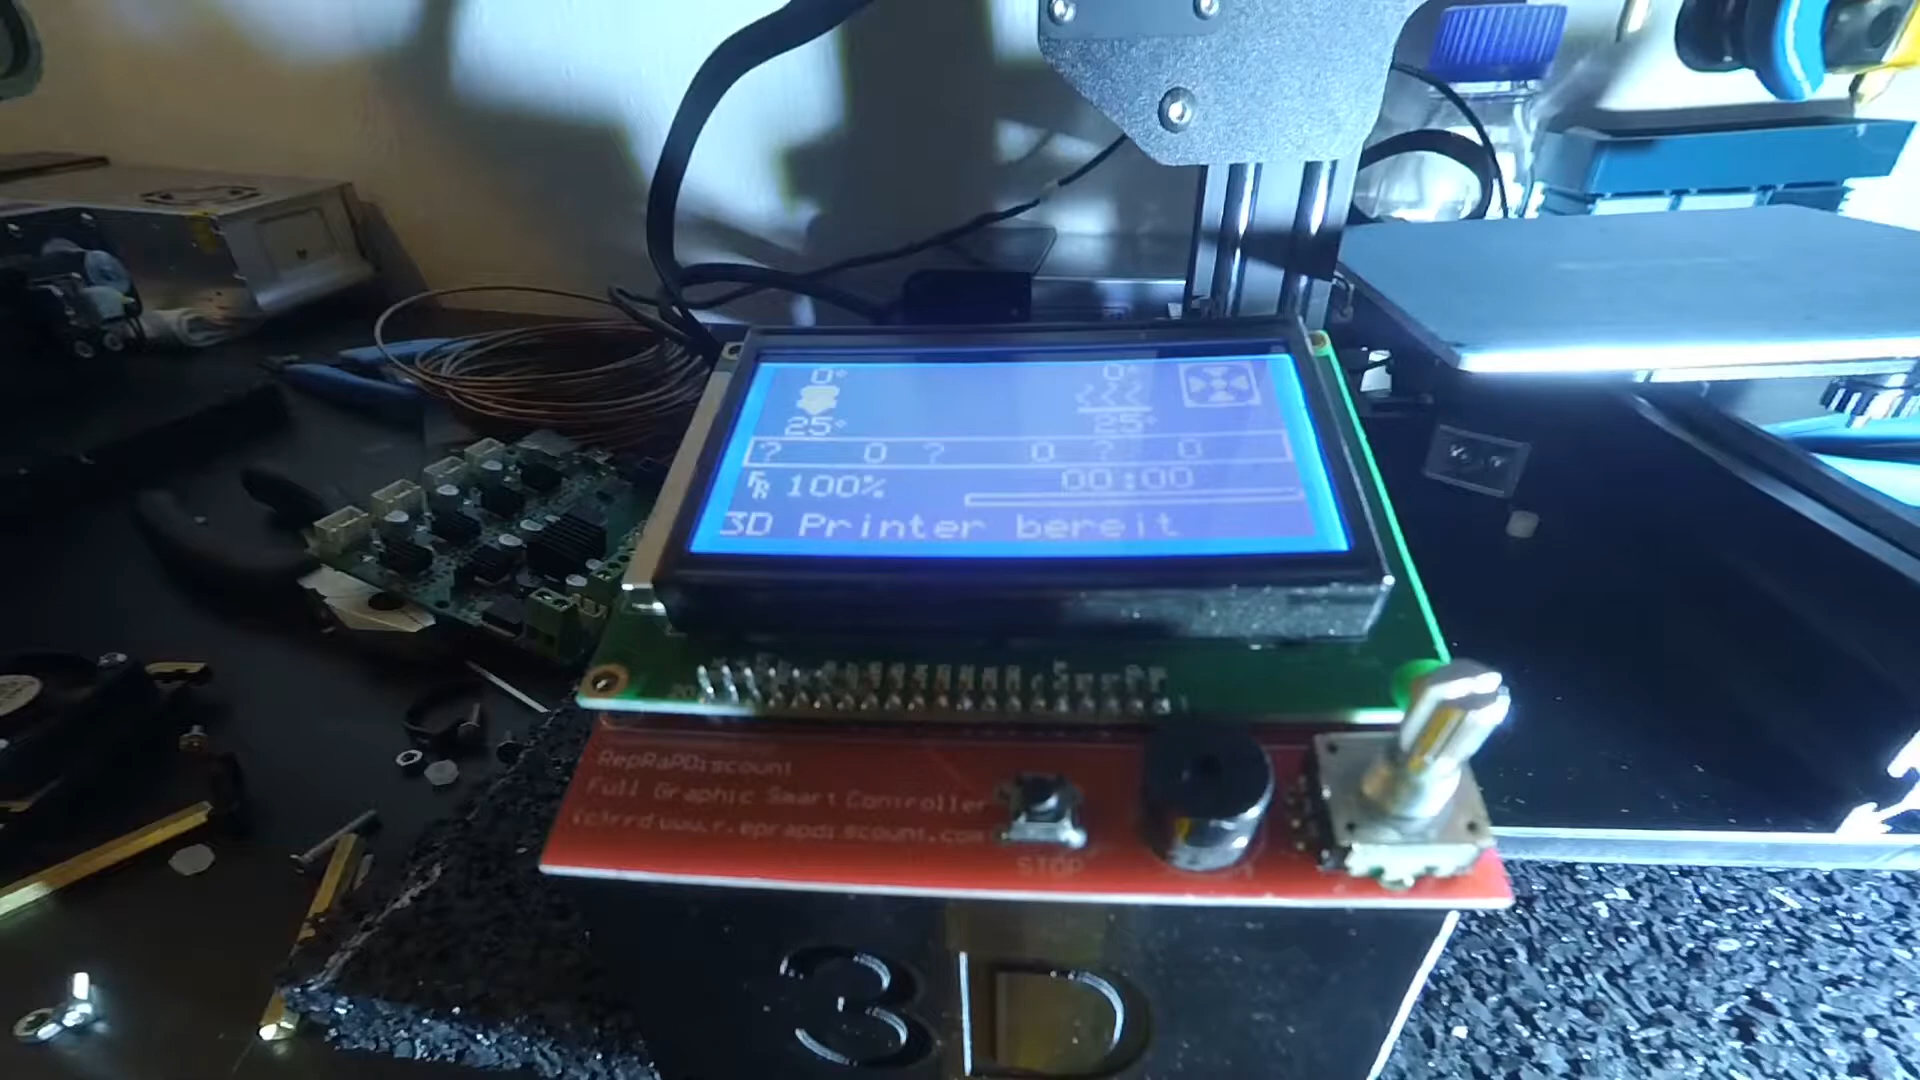 0° 0°
25° 25°
? 0 ? 0 ? 0
FR 100% 00:00
3D Printer bereit
RepRapDiscount
Full Graphic Smart Controller
STOP
3D